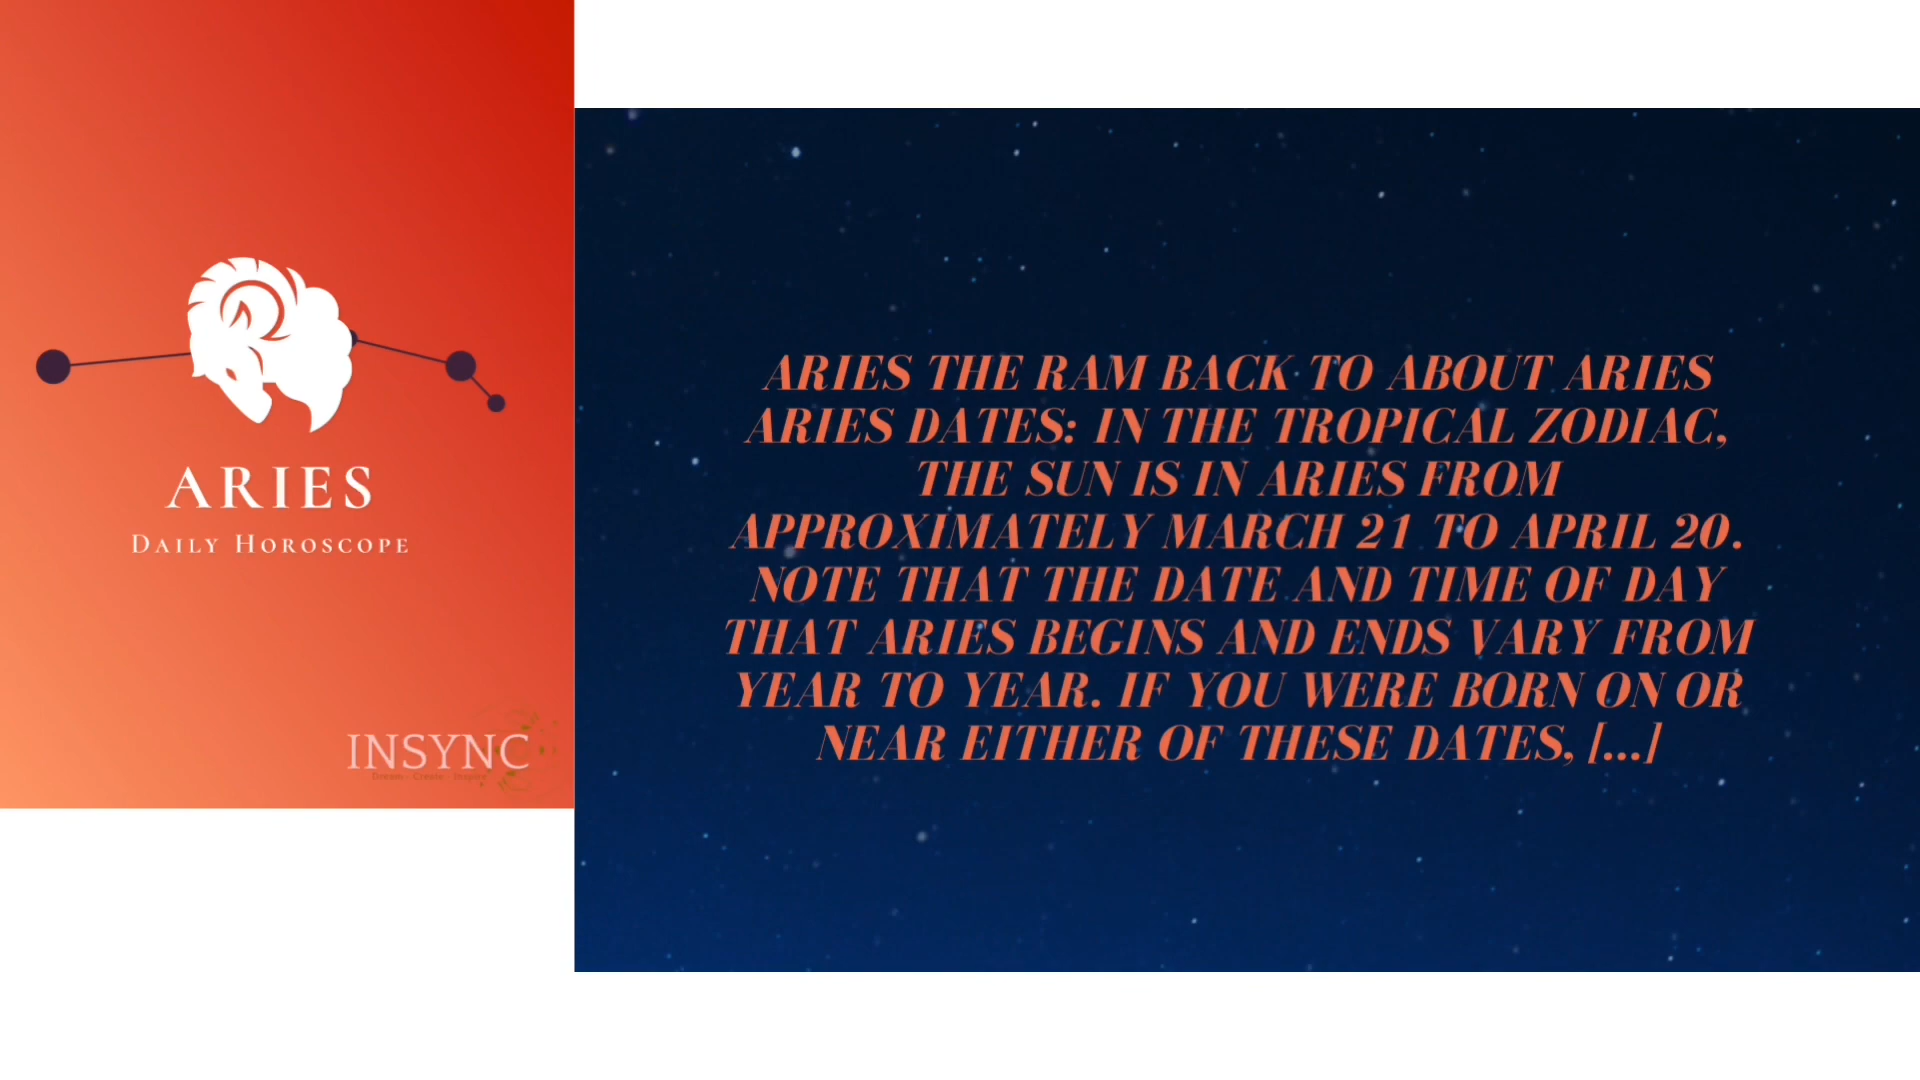 ARIES
DAILY HOROSCOPE
INSYNC
Dream - Create - Inspire
ARIES THE RAM BACK TO ABOUT ARIES
ARIES DATES: IN THE TROPICAL ZODIAC,
THE SUN IS IN ARIES FROM
APPROXIMATELY MARCH 21 TO APRIL 20.
NOTE THAT THE DATE AND TIME OF DAY
THAT ARIES BEGINS AND ENDS VARY FROM
YEAR TO YEAR. IF YOU WERE BORN ON OR
NEAR EITHER OF THESE DATES, [...]